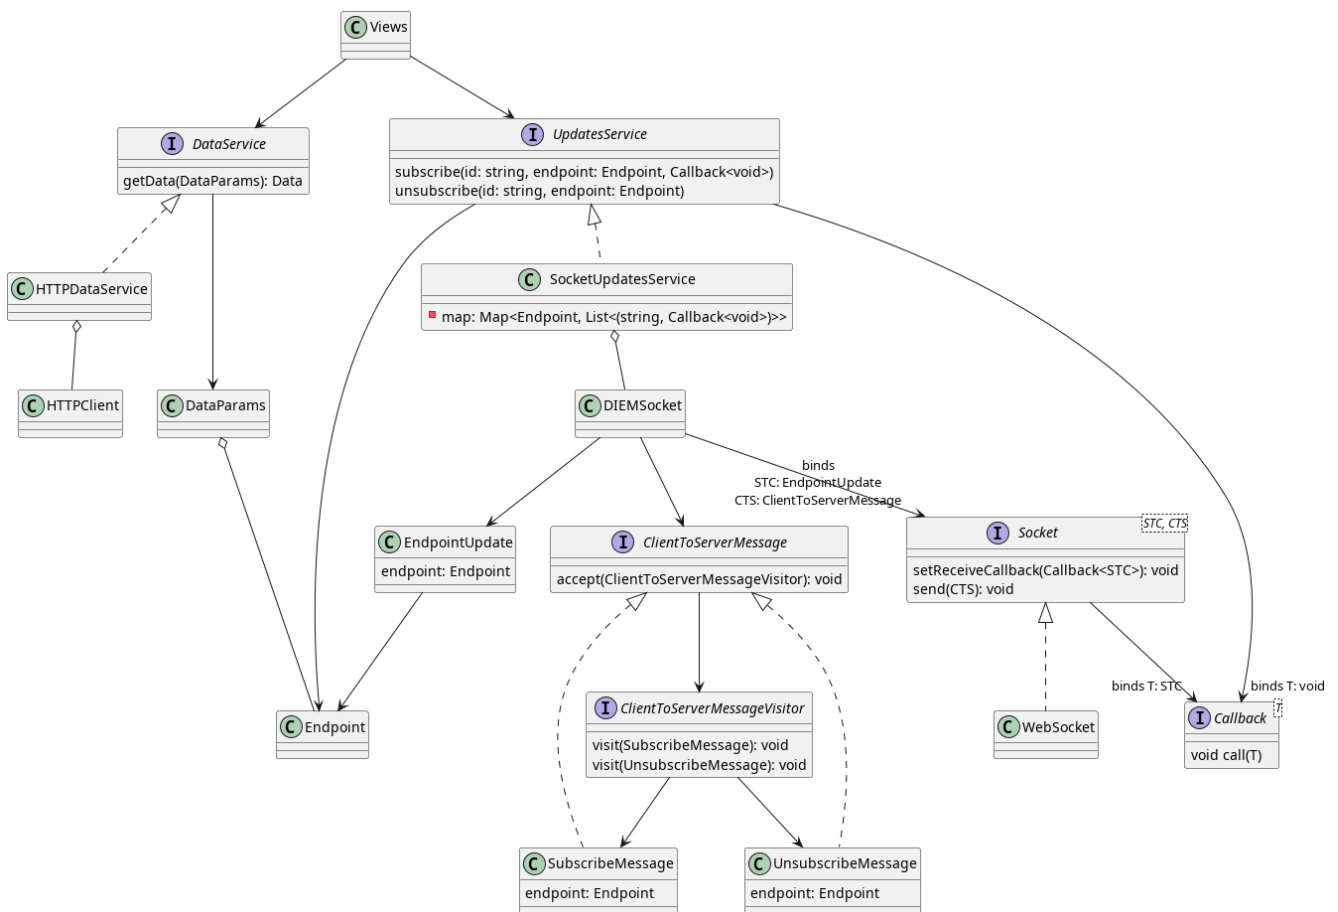 C Views
I DataService
getData(DataParams): Data
I UpdatesService
subscribe(id: string, endpoint: Endpoint, Callback<void>)
unsubscribe(id: string, endpoint: Endpoint)
C HTTPDataService
C SocketUpdatesService
map: Map<Endpoint, List<(string, Callback<void>)>>
C HTTPClient
C DataParams
C DIEMSocket
binds
STC: EndpointUpdate
CTS: ClientToServerMessage
C EndpointUpdate
endpoint: Endpoint
I ClientToServerMessage
accept(ClientToServerMessageVisitor): void
I Socket
STC, CTS
setReceiveCallback(Callback<STC>): void
send(CTS): void
binds T: STC
binds T: void
C Endpoint
I ClientToServerMessageVisitor
visit(SubscribeMessage): void
visit(UnsubscribeMessage): void
C WebSocket
I Callback
T
void call(T)
C SubscribeMessage
endpoint: Endpoint
C UnsubscribeMessage
endpoint: Endpoint